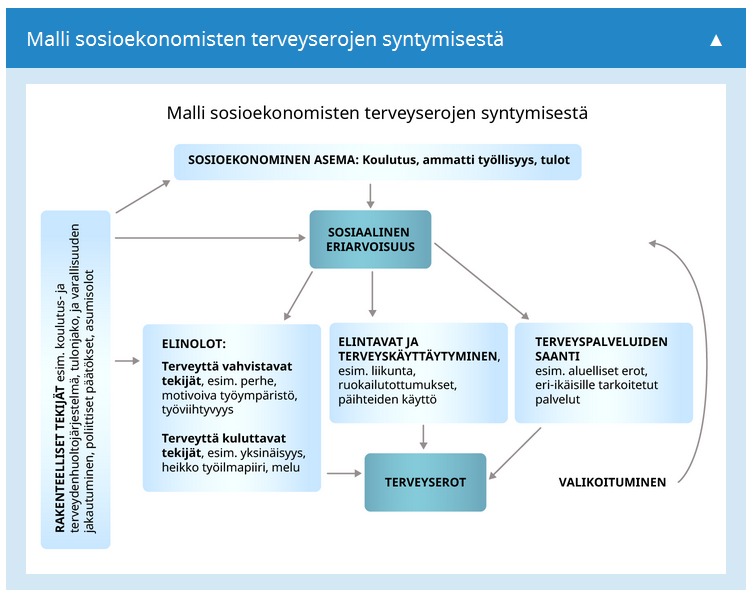 Malli sosioekonomisten terveyserojen syntymisestä
Malli sosioekonomisten terveyserojen syntymisestä
SOSIOEKONOMINEN ASEMA: Koulutus, ammatti työllisyys, tulot
RAKENTEELLISET TEKIJÄT esim. koulutus- ja
terveydenhuoltojärjestelmä, tulonjako, ja varallisuuden
jakautuminen, poliittiset päätökset, asumisolot
SOSIAALINEN
ERIARVOISUUS
ELINOLOT:
Terveyttä vahvistavat
tekijät, esim. perhe,
motivoiva työympäristö,
työviihtyvyys
Terveyttä kuluttavat
tekijät, esim. yksinäisyys,
heikko työilmapiiri, melu
ELINTAVAT JA
TERVEYSKÄYTTÄYTYMINEN,
esim. liikunta,
ruokailutottumukset,
päihteiden käyttö
TERVEYSPALVELUIDEN
SAANTI
esim. aluelliset erot,
eri-ikäisille tarkoitetut
palvelut
TERVEYSEROT
VALIKOITUMINEN